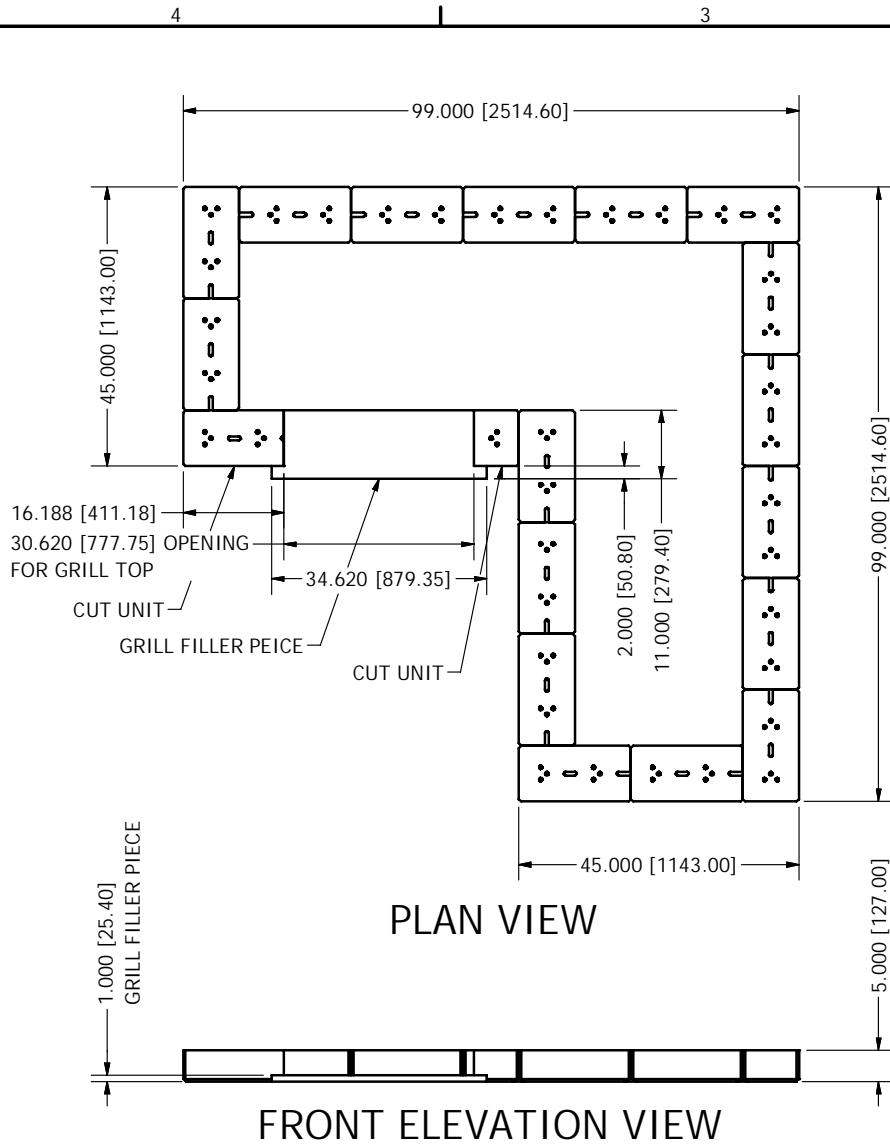 4
3
99.000 [2514.60]
45.000 [1143.00]
99.000 [2514.60]
16.188 [411.18]
30.620 [777.75] OPENING
FOR GRILL TOP
34.620 [879.35]
2.000 [50.80]
11.000 [279.40]
CUT UNIT
GRILL FILLER PEICE
CUT UNIT
45.000 [1143.00]
PLAN VIEW
1.000 [25.40]
GRILL FILLER PIECE
5.000 [127.00]
FRONT ELEVATION VIEW